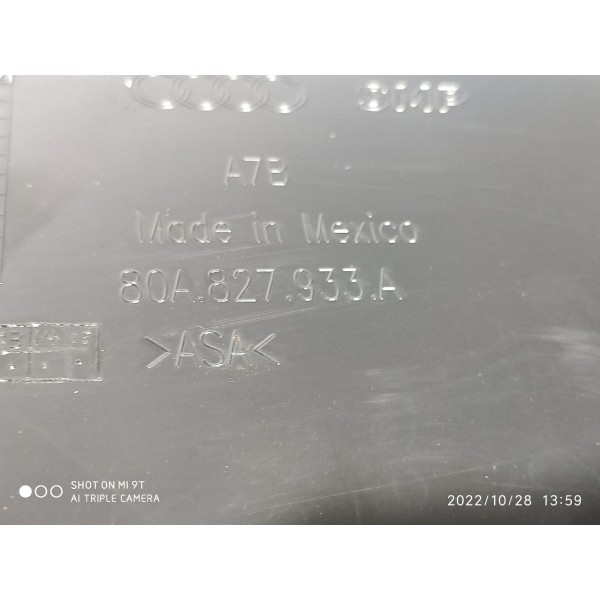 A7B
Made in Mexico
80A.827.933.A
>ASA<
SHOT ON MI 9T
AI TRIPLE CAMERA
2022/10/28 13:59